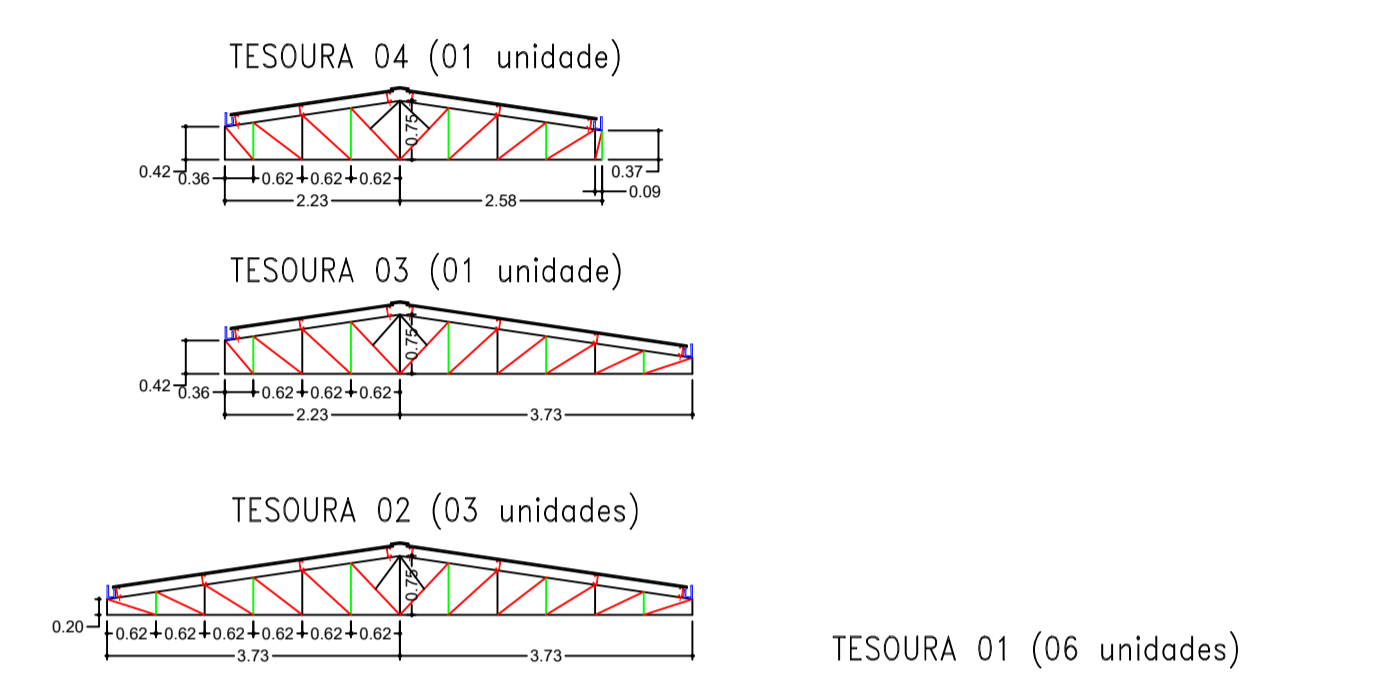 TESOURA 04 (01 unidade)
0.75
0.42
0.36 0.62 0.62 0.62
0.37
0.09
2.23 2.58
TESOURA 03 (01 unidade)
0.75
0.42
0.36 0.62 0.62 0.62
2.23 3.73
TESOURA 02 (03 unidades)
0.75
0.20
0.62 0.62 0.62 0.62 0.62 0.62
3.73 3.73
TESOURA 01 (06 unidades)